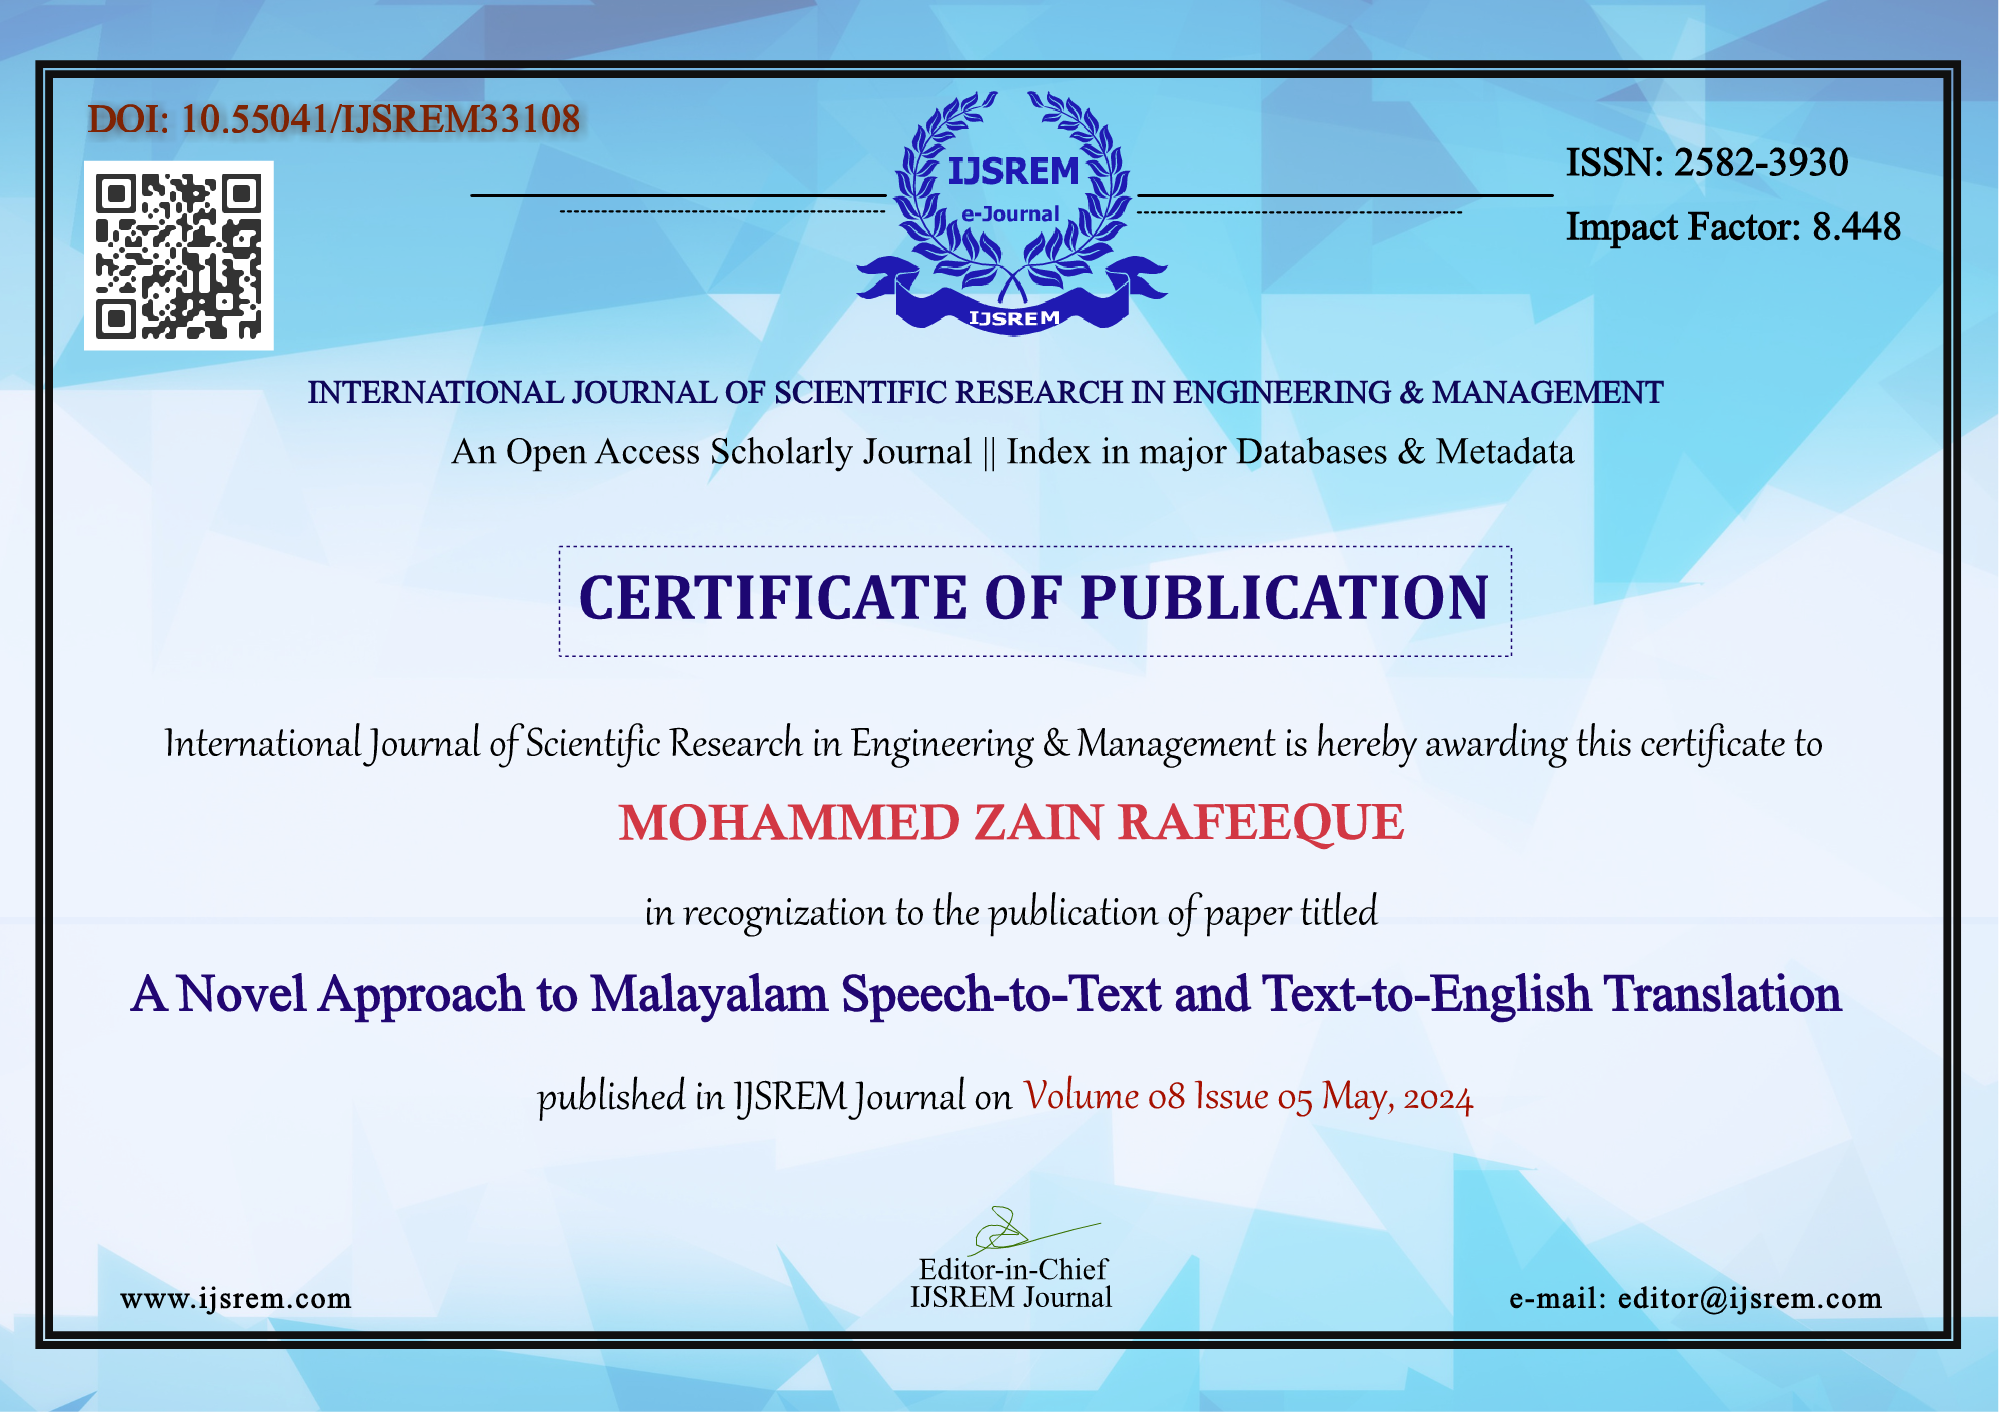 DOI: 10.55041/IJSREM33108
IJSREM
e-Journal
IJSREM
ISSN: 2582-3930
Impact Factor: 8.448
INTERNATIONAL JOURNAL OF SCIENTIFIC RESEARCH IN ENGINEERING & MANAGEMENT
An Open Access Scholarly Journal || Index in major Databases & Metadata
CERTIFICATE OF PUBLICATION
International Journal of Scientific Research in Engineering & Management is hereby awarding this certificate to
MOHAMMED ZAIN RAFEEQUE
in recognization to the publication of paper titled
A Novel Approach to Malayalam Speech-to-Text and Text-to-English Translation
published in IJSREM Journal on Volume 08 Issue 05 May, 2024
Editor-in-Chief
IJSREM Journal
www.ijsrem.com
e-mail: editor@ijsrem.com